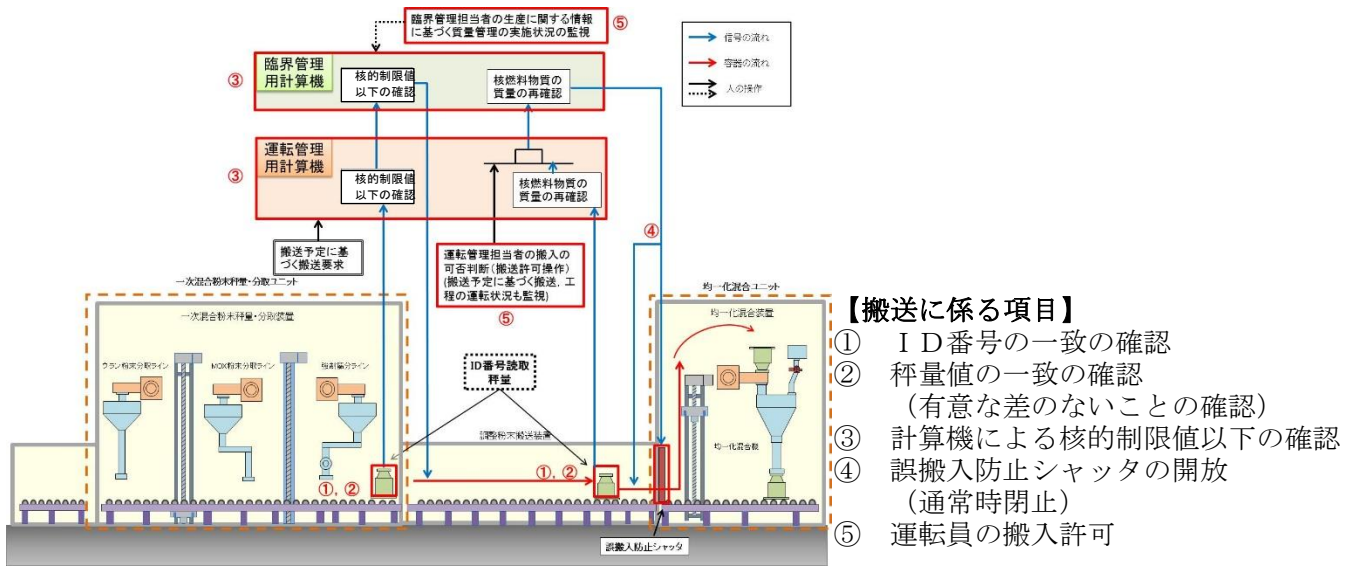 臨界管理担当者の生産に関する情報
に基づく質量管理の実施状況の監視
⑤
信号の流れ
容器の流れ
人の操作
③
臨界管理
用計算機
核的制限値
以下の確認
核燃料物質の
質量の再確認
③
運転管理
用計算機
核的制限値
以下の確認
核燃料物質の
質量の再確認
④
搬送予定に基
づく搬送要求
運転管理担当者の搬入の
可否判断(搬送許可操作)
(搬送予定に基づく搬送,工
程の運転状況も監視)
⑤
一次混合粉末秤量・分取ユニット
一次混合粉末秤量・分取装置
ウラン粉末分取ライン
MOX粉末分取ライン
ID番号読取
秤量
調整粉末搬送装置
①,②
①,②
誤搬入防止シャッタ
均一化混合ユニット
均一化混合装置
均一化混合機
【搬送に係る項目】
① ID番号の一致の確認
② 秤量値の一致の確認
(有意な差のないことの確認)
③ 計算機による核的制限値以下の確認
④ 誤搬入防止シャッタの開放
(通常時閉止)
⑤ 運転員の搬入許可